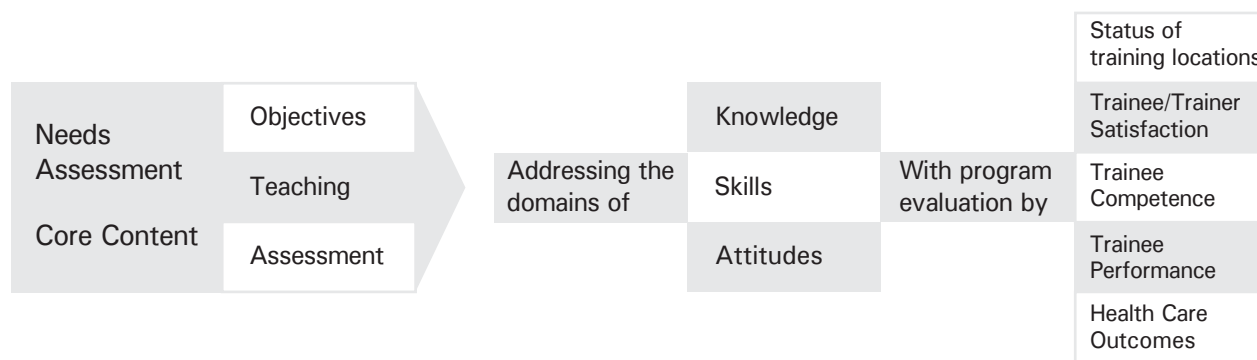 Needs
Assessment
Core Content
Objectives
Teaching
Assessment
Addressing the
domains of
Knowledge
Skills
Attitudes
With program
evaluation by
Status of
training locations
Trainee/Trainer
Satisfaction
Trainee
Competence
Trainee
Performance
Health Care
Outcomes